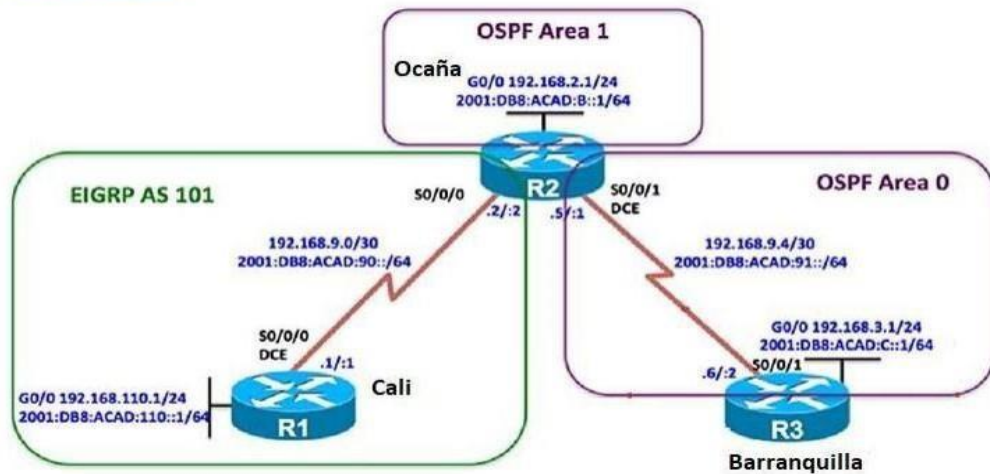 OSPF Area 1
Ocaña
G0/0 192.168.2.1/24
2001:DB8:ACAD:B::1/64
R2
EIGRP AS 101
S0/0/0
.2/:2
.5/:1
S0/0/1
DCE
OSPF Area 0
192.168.9.0/30
2001:DB8:ACAD:90::/64
192.168.9.4/30
2001:DB8:ACAD:91::/64
S0/0/0
DCE
.1/:1
Cali
G0/0 192.168.110.1/24
2001:DB8:ACAD:110::1/64
R1
G0/0 192.168.3.1/24
2001:DB8:ACAD:C::1/64
.6/:2
S0/0/1
R3
Barranquilla